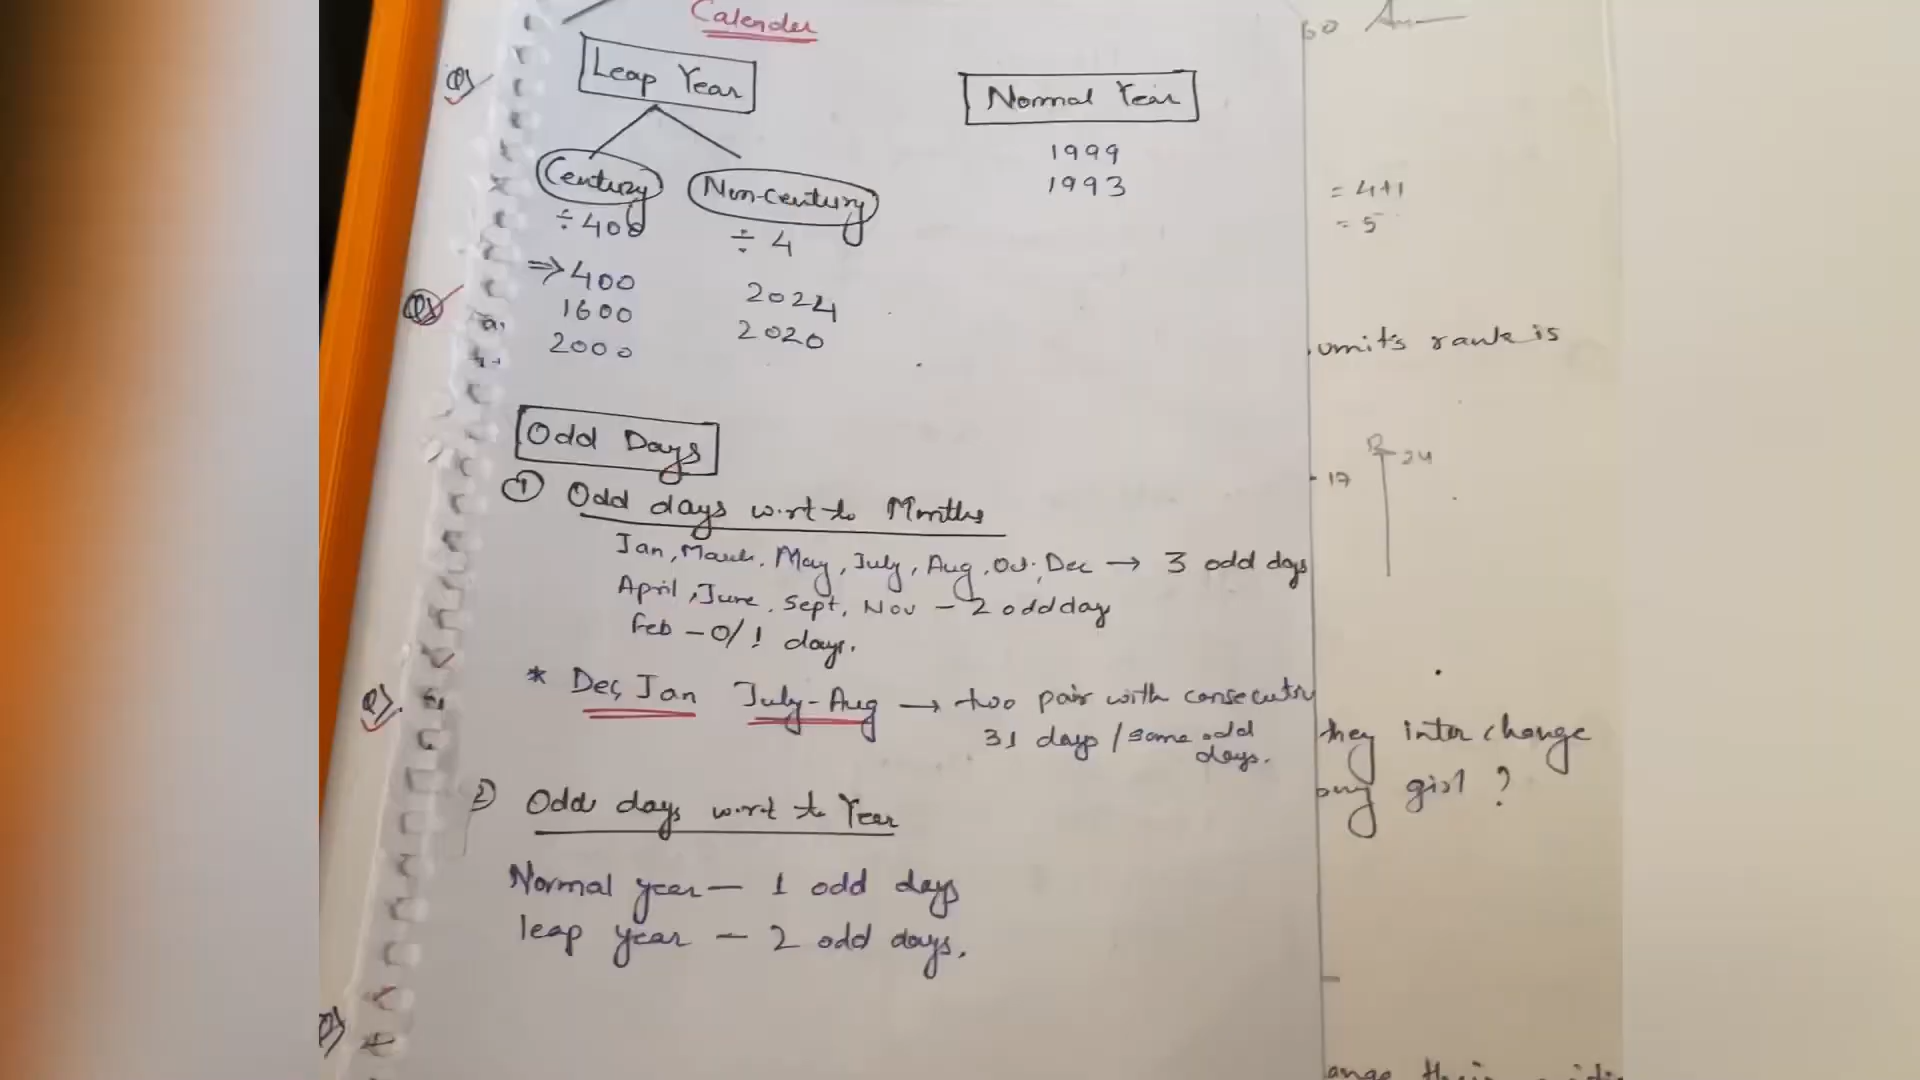 Calender
Leap Year
Normal Year
Century
Non-century
÷ 400
÷ 4
1999
1993
⇒ 400
1600
2000
2024
2020
Odd Days
① Odd days w.r.t to Months
Jan, March, May, July, Aug, Oct, Dec → 3 odd days
April, June, Sept, Nov – 2 odd day
Feb – 0/1 days.
* Dec, Jan July-Aug → two pair with consecutiv
31 days / same odd
days.
② Odd days w.r.t to Year
Normal year — 1 odd days
leap year – 2 odd days.
60 Ans
= 4+1
= 5
umit's rank is
17
24
they interchange
girl ?